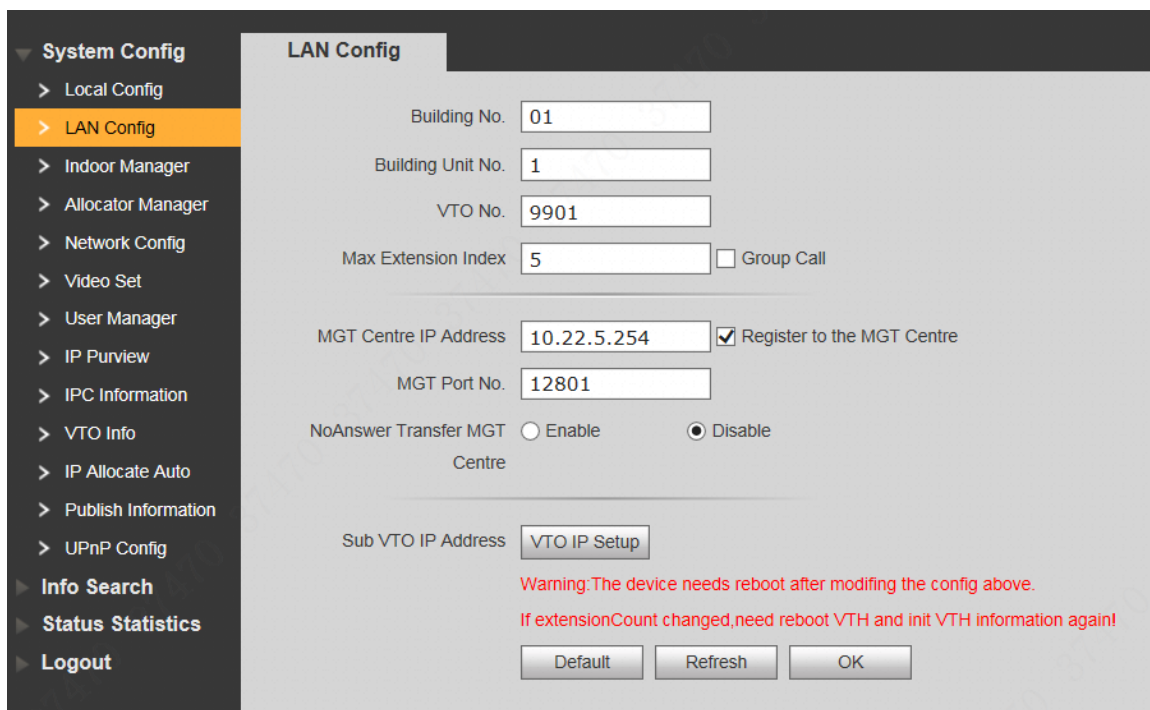 System Config
Local Config
LAN Config
Indoor Manager
Allocator Manager
Network Config
Video Set
User Manager
IP Purview
IPC Information
VTO Info
IP Allocate Auto
Publish Information
UPnP Config
Info Search
Status Statistics
Logout
LAN Config
Building No. 01
Building Unit No. 1
VTO No. 9901
Max Extension Index 5 Group Call
MGT Centre IP Address 10.22.5.254 Register to the MGT Centre
MGT Port No. 12801
NoAnswer Transfer MGT Enable Disable
Centre
Sub VTO IP Address VTO IP Setup
Warning:The device needs reboot after modifing the config above.
If extensionCount changed,need reboot VTH and init VTH information again!
Default Refresh OK